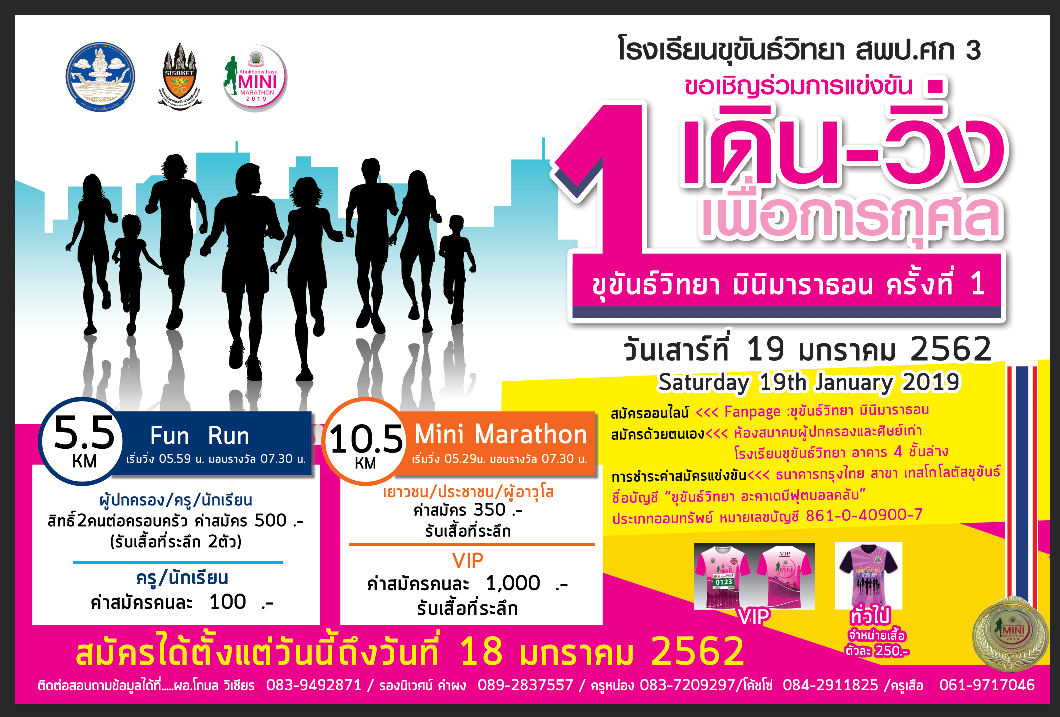 SISAKET
Khukhanwittaya
MINI
MARATHON
2019
โรงเรียนขุขันธ์วิทยา สพป.ศก 3
ขอเชิญร่วมการแข่งขัน
เดิน-วิ่ง
1
เพื่อการกุศล
ขุขันธ์วิทยา มินิมาราธอน ครั้งที่ 1
วันเสาร์ที่ 19 มกราคม 2562
Saturday 19th January 2019
5.5
KM
Fun Run
เริ่มวิ่ง 05.59 น. มอบรางวัล 07.30 น.
ผู้ปกครอง/ครู/นักเรียน
สิทธิ์2คนต่อครอบครัว ค่าสมัคร 500 .-
(รับเสื้อที่ระลึก 2ตัว)
ครู/นักเรียน
ค่าสมัครคนละ 100 .-
10.5
KM
Mini Marathon
เริ่มวิ่ง 05.29น. มอบรางวัล 07.30 น.
เยาวชน/ประชาชน/ผู้อาวุโส
ค่าสมัคร 350 .-
รับเสื้อที่ระลึก
VIP
ค่าสมัครคนละ 1,000 .-
รับเสื้อที่ระลึก
สมัครออนไลน์ <<< Fanpage :ขุขันธ์วิทยา มินิมาราธอน
สมัครด้วยตนเอง<<< ห้องสมาคมผู้ปกครองและศิษย์เก่า
โรงเรียนขุขันธ์วิทยา อาคาร 4 ชั้นล่าง
การชำระค่าสมัครแข่งขัน<<< ธนาคารกรุงไทย สาขา เทสโกโลตัสขุขันธ์
ชื่อบัญชี "ขุขันธ์วิทยา อะคาเดมีฟุตบอลคลับ"
ประเภทออมทรัพย์ หมายเลขบัญชี 861-0-40900-7
0123
VIP
MINI
VIP
ทั่วไป
จำหน่ายเสื้อ
ตัวละ 250.-
MINI
สมัครได้ตั้งแต่วันนี้ถึงวันที่ 18 มกราคม 2562
ติดต่อสอบถามข้อมูลได้ที่.....ผอ.โกมล วิเชียร 083-9492871 / รองนิเวศน์ คำผง 089-2837557 / ครูหน่อง 083-7209297/โค้ชโซ่ 084-2911825 /ครูเสือ 061-9717046